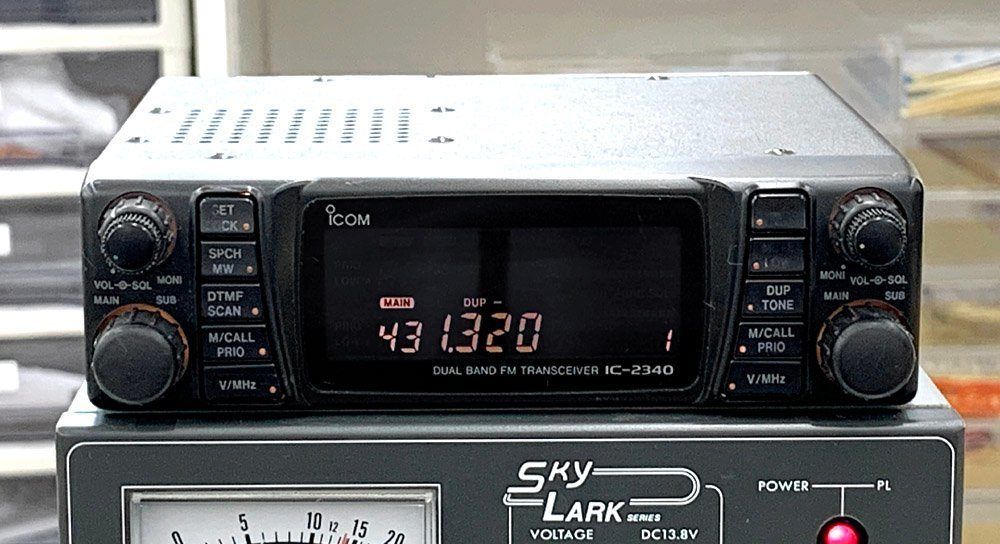 ICOM
SET
SPCH
MW
DTMF
SCAN
M/CALL
PRIO
V/MHz
VOL-SQL MONI
MAIN SUB
MAIN DUP –
431.320 1
DUAL BAND FM TRANSCEIVER IC-2340
DUP
TONE
M/CALL
PRIO
V/MHz
MONI VOL-SQL
MAIN SUB
SKY
LARK SERIES
VOLTAGE DC13.8V
POWER PL
0 5 10 12 15 20